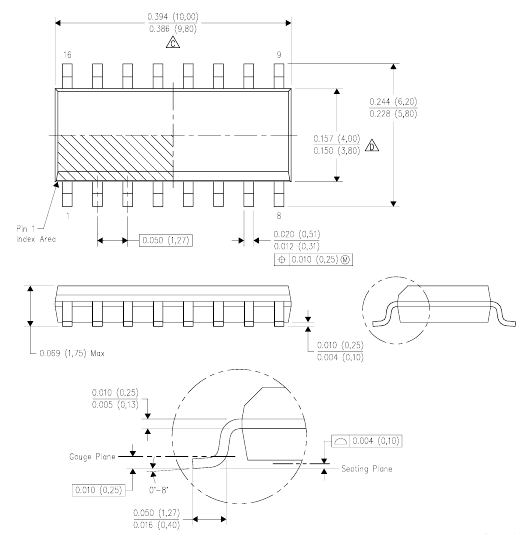 0.394 (10,00)
0.386 (9,80)
C
16
9
0.244 (6,20)
0.228 (5,80)
0.157 (4,00)
0.150 (3,80)
D
Pin 1
Index Area
1
8
0.050 (1,27)
0.020 (0,51)
0.012 (0,31)
⌖ 0.010 (0,25) Ⓜ
0.069 (1,75) Max
0.010 (0,25)
0.004 (0,10)
0.010 (0,25)
0.005 (0,13)
Gauge Plane
0.004 (0,10)
Seating Plane
0.010 (0,25)
0°-8°
0.050 (1,27)
0.016 (0,40)